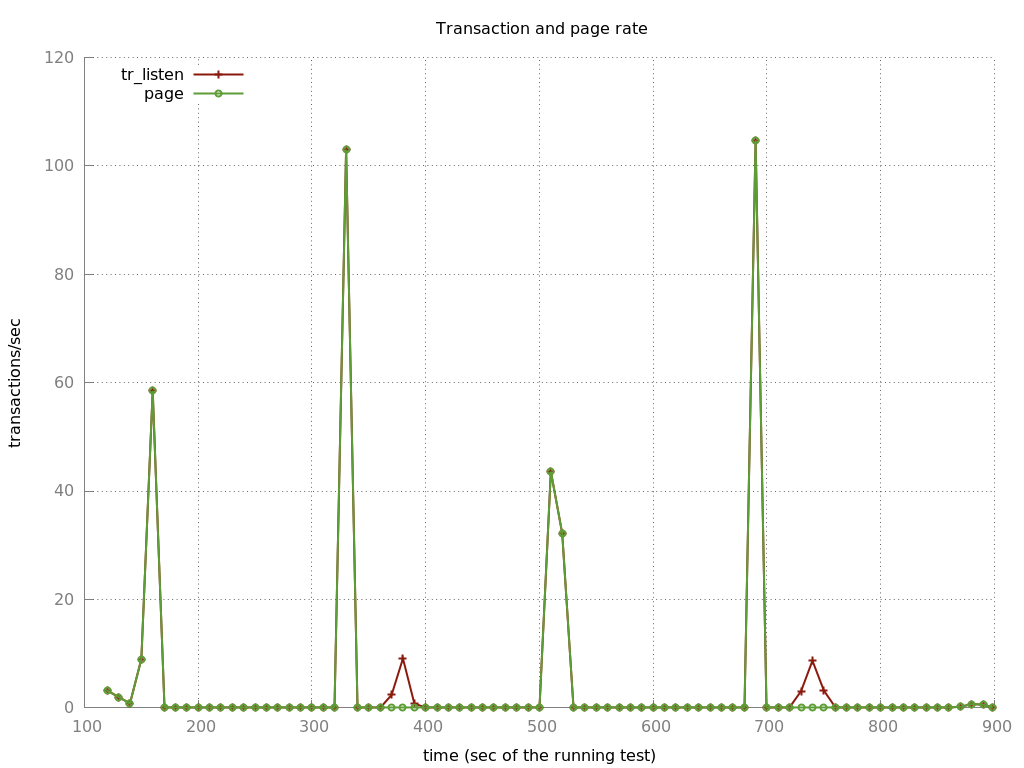 Transaction and page rate
120
100
80
60
40
20
0
tr_listen
page
transactions/sec
100 200 300 400 500 600 700 800 900
time (sec of the running test)